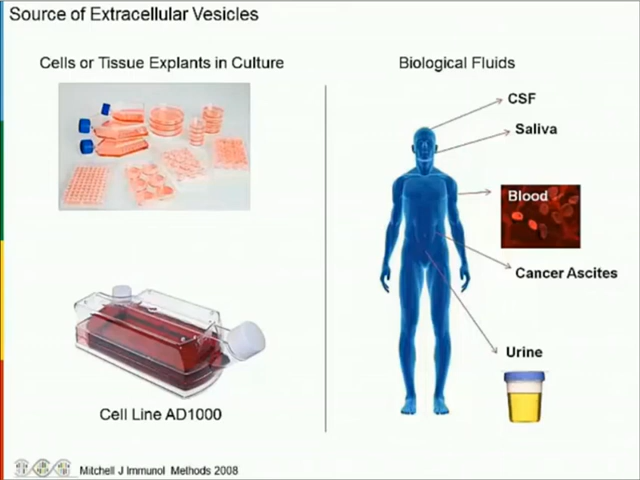 Source of Extracellular Vesicles
Cells or Tissue Explants in Culture
Biological Fluids
CSF
Saliva
Blood
Cancer Ascites
Urine
Cell Line AD1000
Mitchell J Immunol Methods 2008